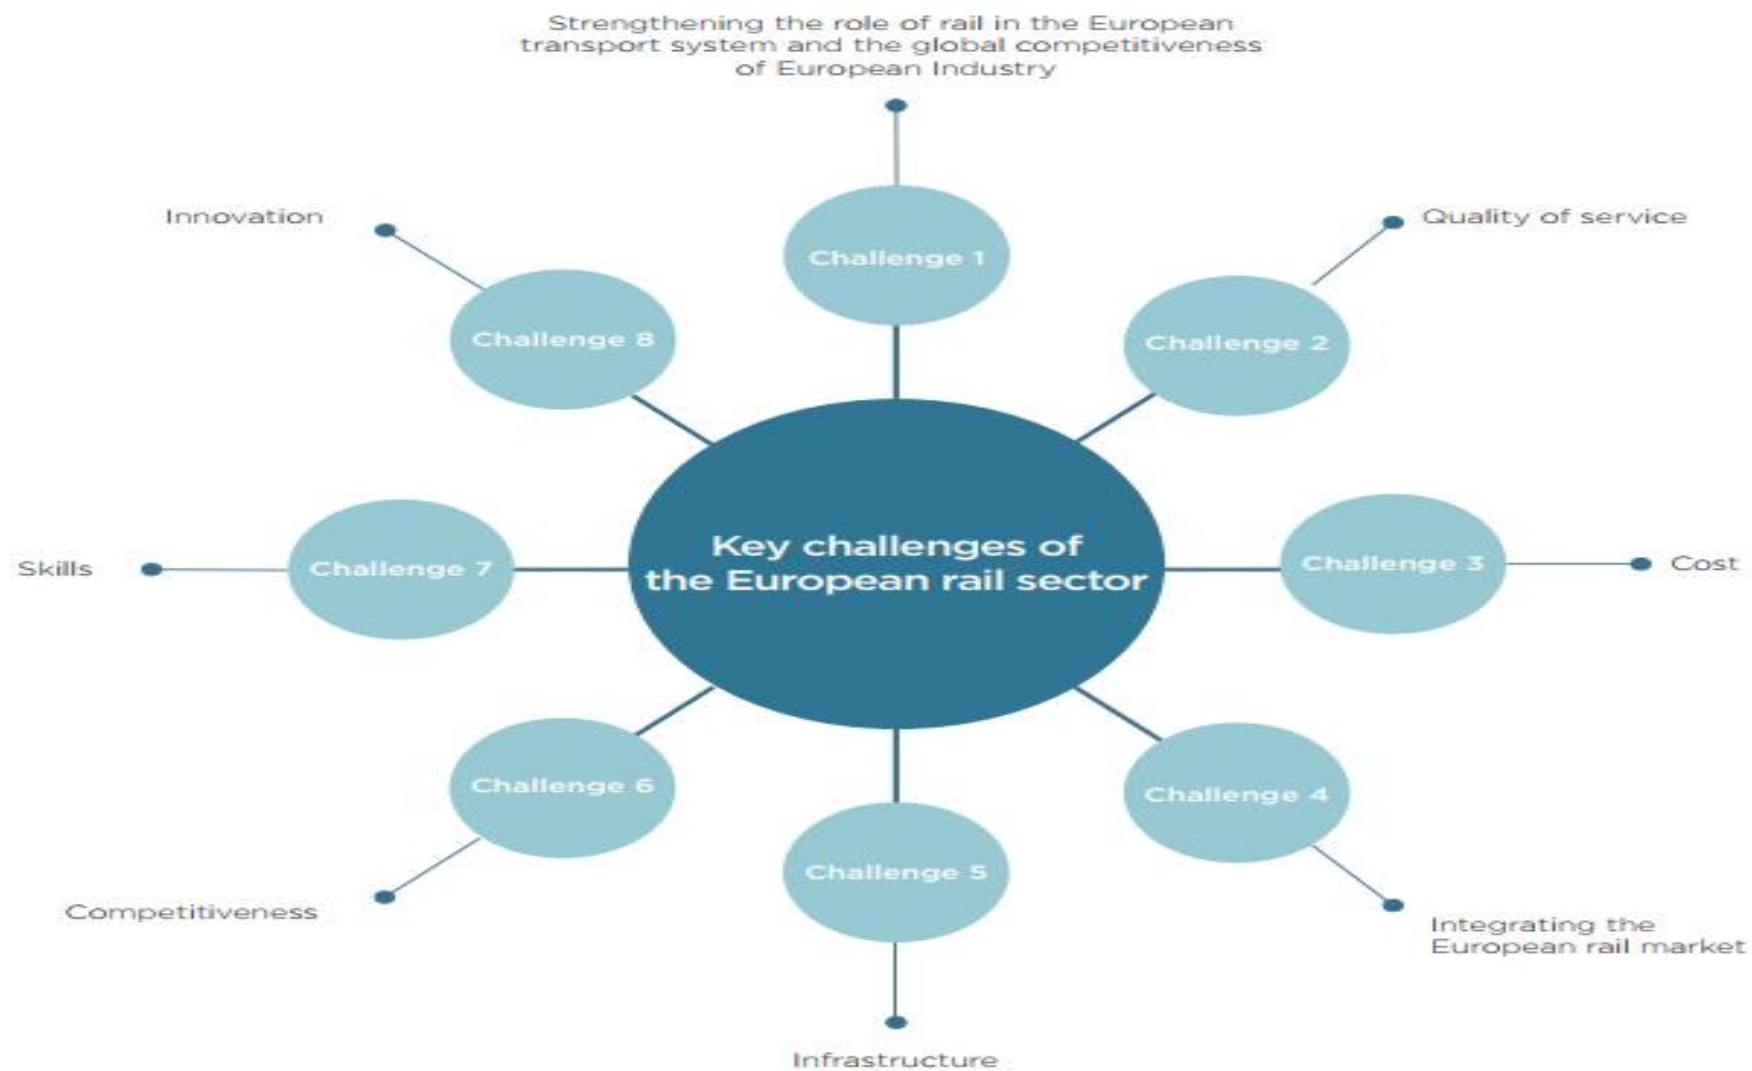 Strengthening the role of rail in the European
transport system and the global competitiveness
of European Industry
Innovation
Quality of service
Challenge 1
Challenge 8
Challenge 2
Key challenges of
the European rail sector
Skills
Challenge 7
Challenge 3
Cost
Challenge 6
Challenge 4
Challenge 5
Competitiveness
Integrating the
European rail market
Infrastructure